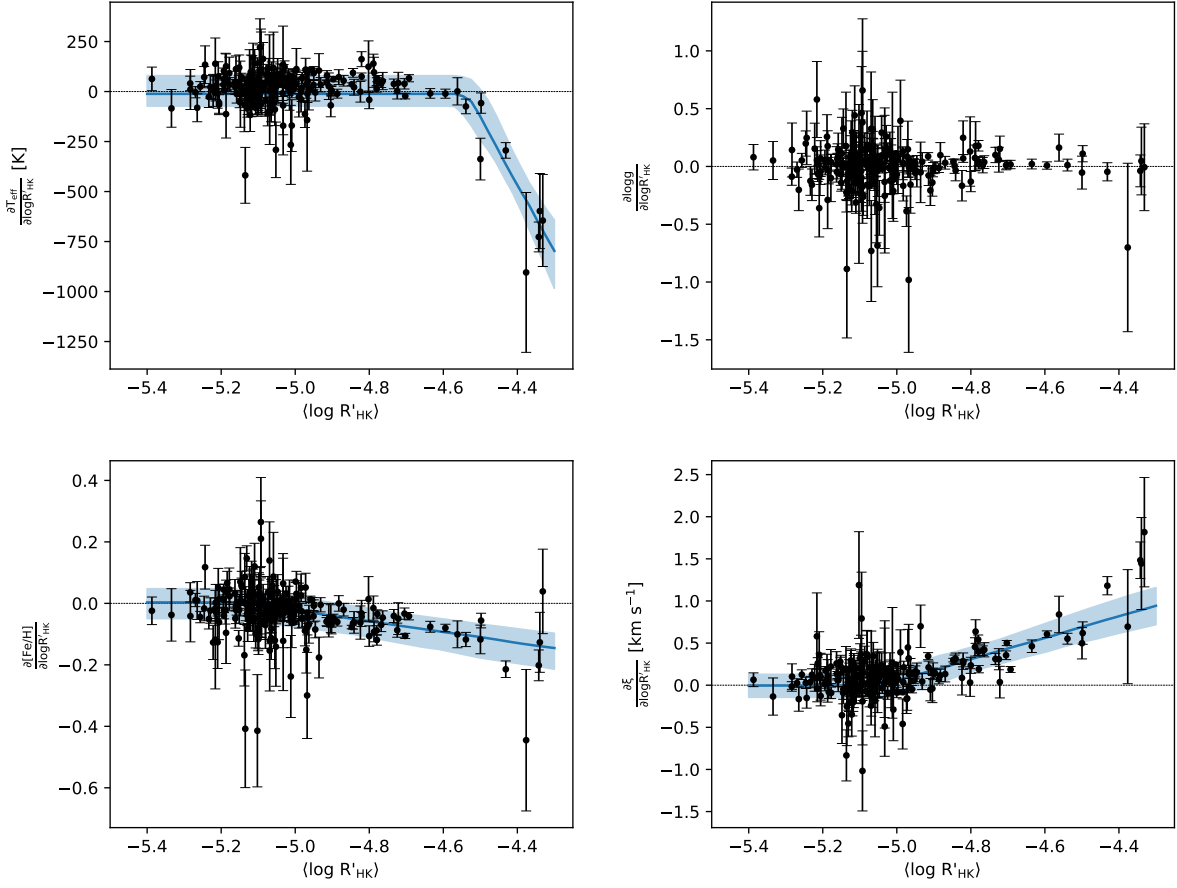 250
0
−250
−500
−750
−1000
−1250
∂T_eff / ∂logR'_HK [K]
−5.4 −5.2 −5.0 −4.8 −4.6 −4.4
⟨log R'_HK⟩
1.0
0.5
0.0
−0.5
−1.0
−1.5
∂logg / ∂logR'_HK
−5.4 −5.2 −5.0 −4.8 −4.6 −4.4
⟨log R'_HK⟩
0.4
0.2
0.0
−0.2
−0.4
−0.6
∂[Fe/H] / ∂logR'_HK
−5.4 −5.2 −5.0 −4.8 −4.6 −4.4
⟨log R'_HK⟩
2.5
2.0
1.5
1.0
0.5
0.0
−0.5
−1.0
−1.5
∂ξ / ∂logR'_HK [km s⁻¹]
−5.4 −5.2 −5.0 −4.8 −4.6 −4.4
⟨log R'_HK⟩